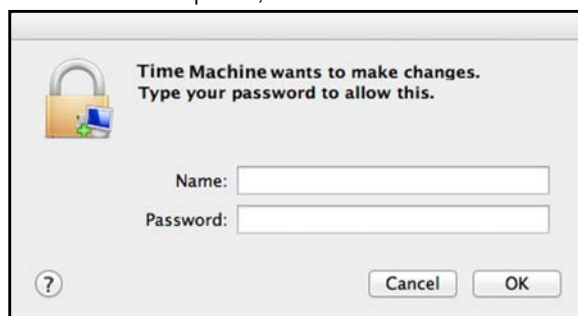 Time Machine wants to make changes.
Type your password to allow this.
Name:
Password:
?
Cancel
OK